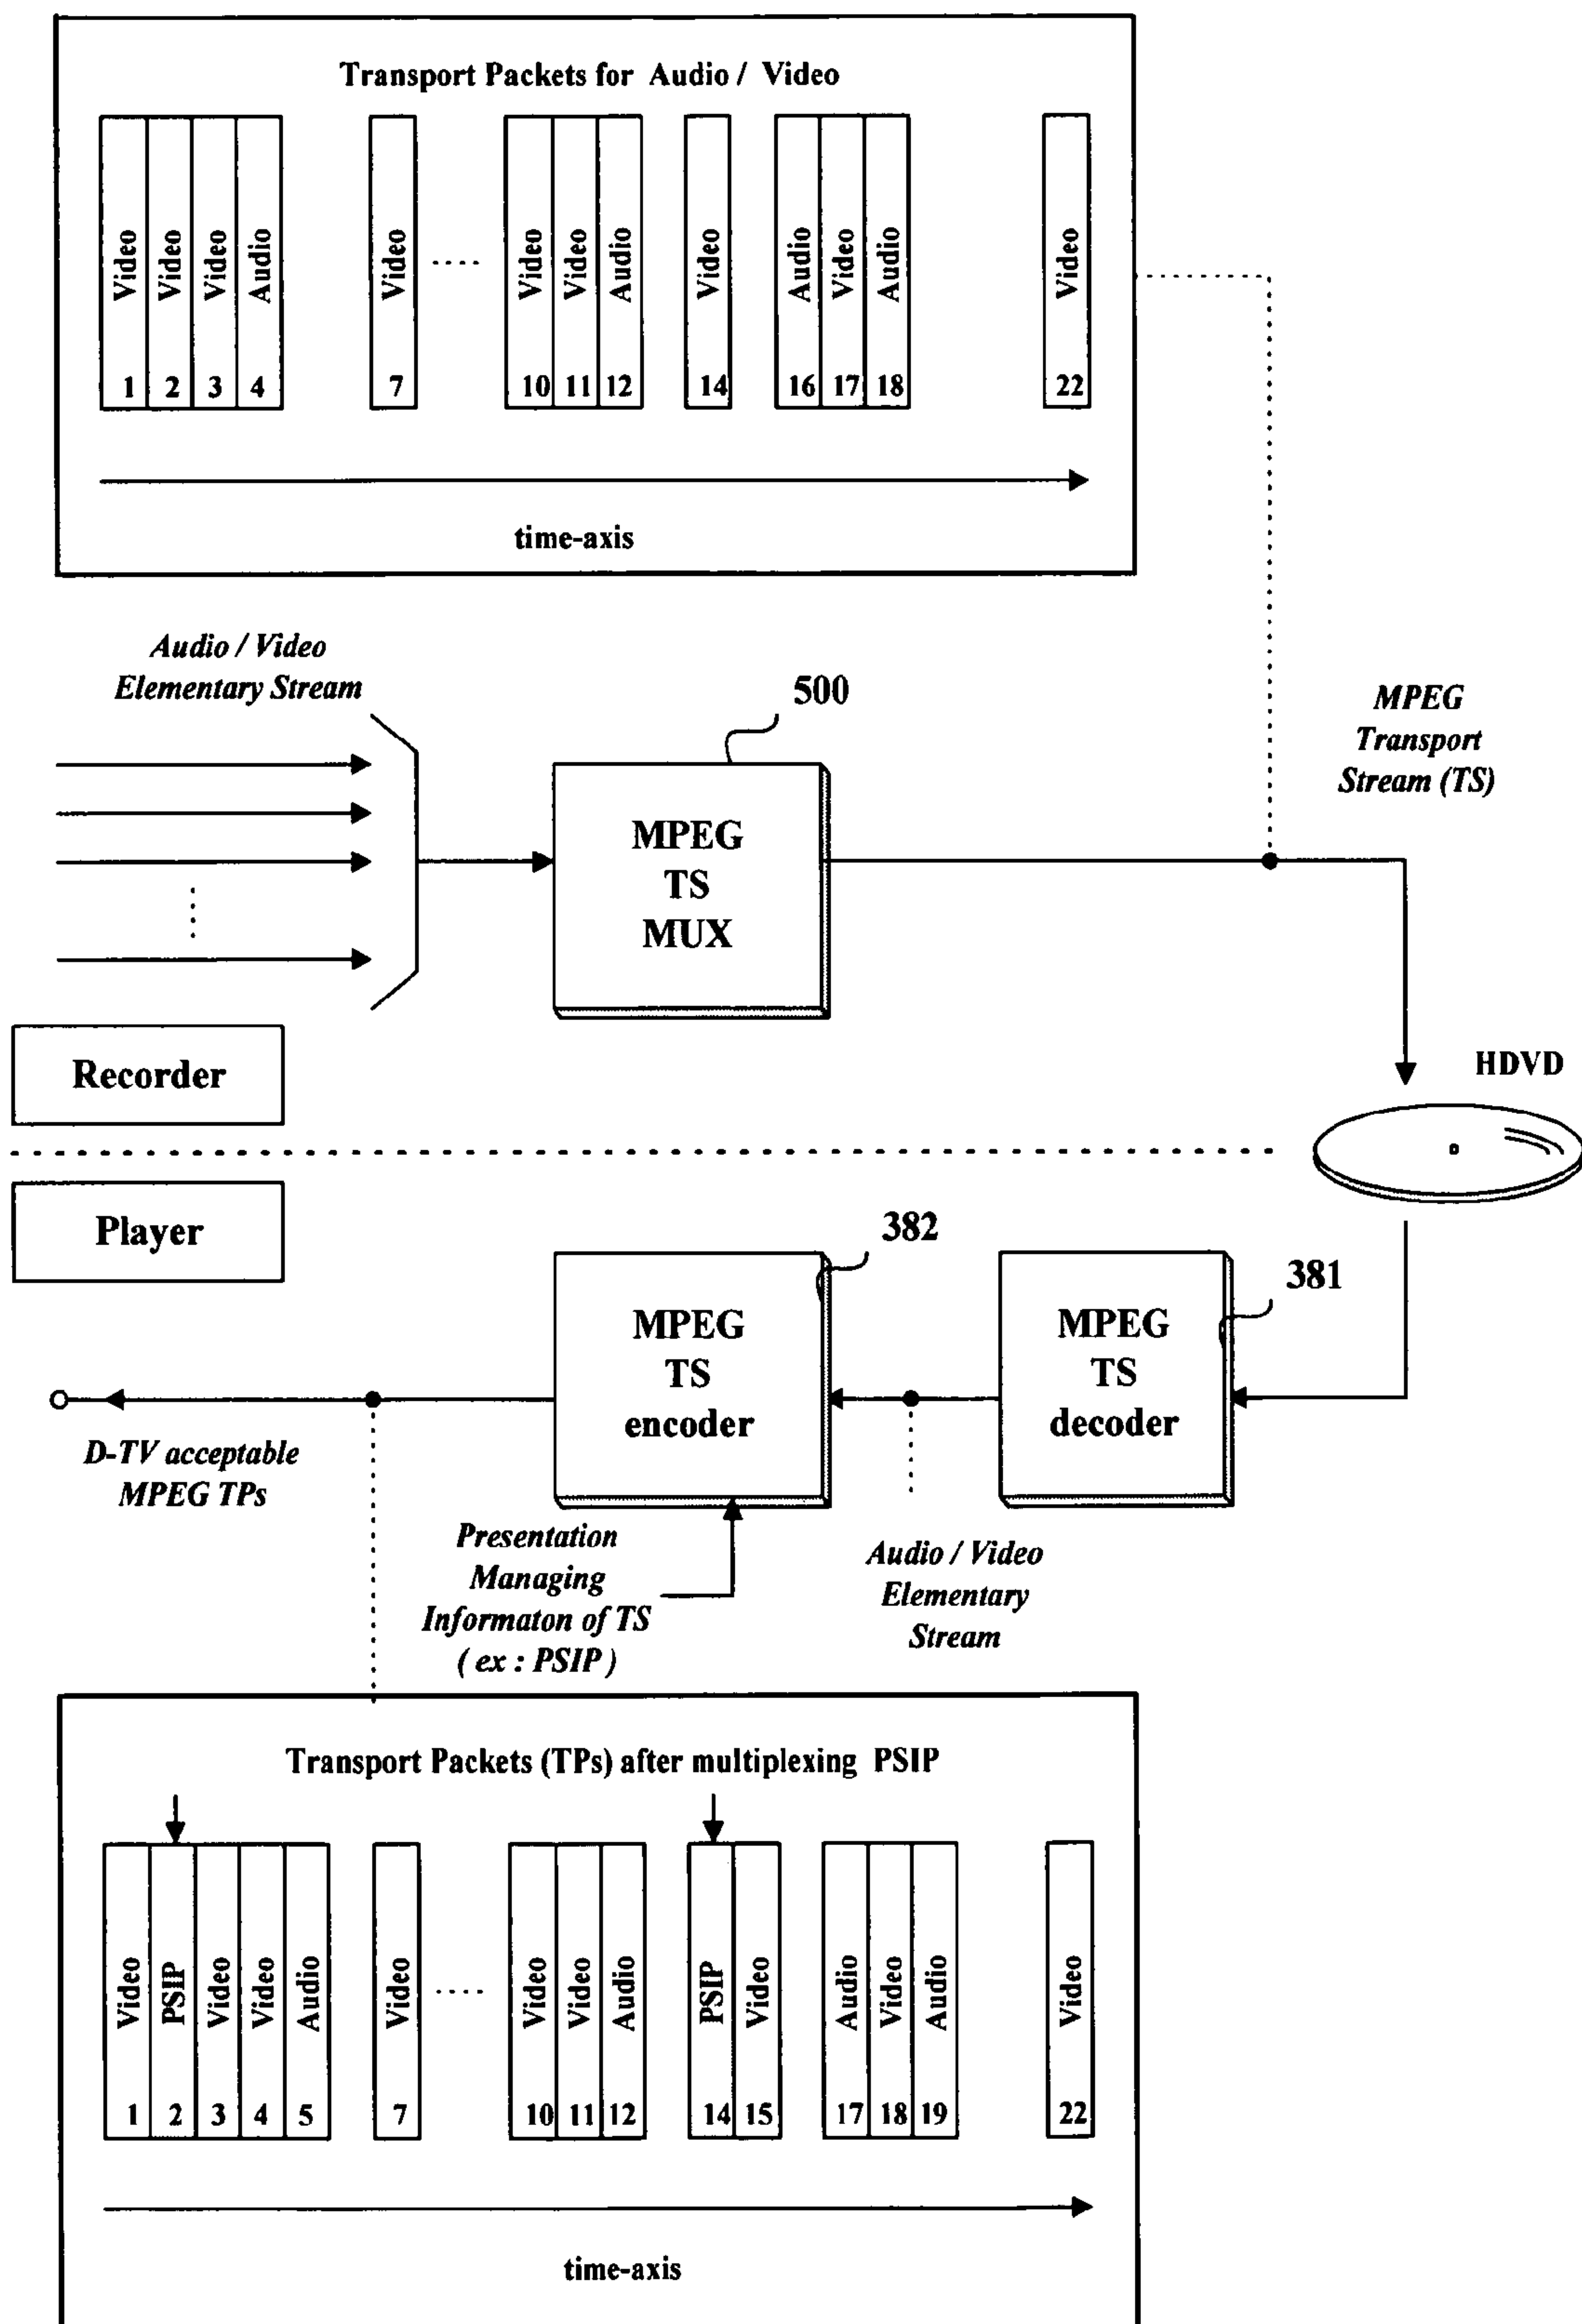 Transport Packets for Audio / Video
Video Video Video Audio Video ..... Video Video Audio Video Audio Video Audio Video
1 2 3 4 7 10 11 12 14 16 17 18 22
time-axis
Audio / Video
Elementary Stream
500
MPEG
Transport
Stream (TS)
MPEG
TS
MUX
Recorder
HDVD
Player
382
381
MPEG
TS
encoder
MPEG
TS
decoder
D-TV acceptable
MPEG TPs
Presentation
Managing
Informaton of TS
( ex : PSIP )
Audio / Video
Elementary
Stream
Transport Packets (TPs) after multiplexing PSIP
Video PSIP Video Video Audio Video ..... Video Video Audio PSIP Video Audio Video Audio Video
1 2 3 4 5 7 10 11 12 14 15 17 18 19 22
time-axis